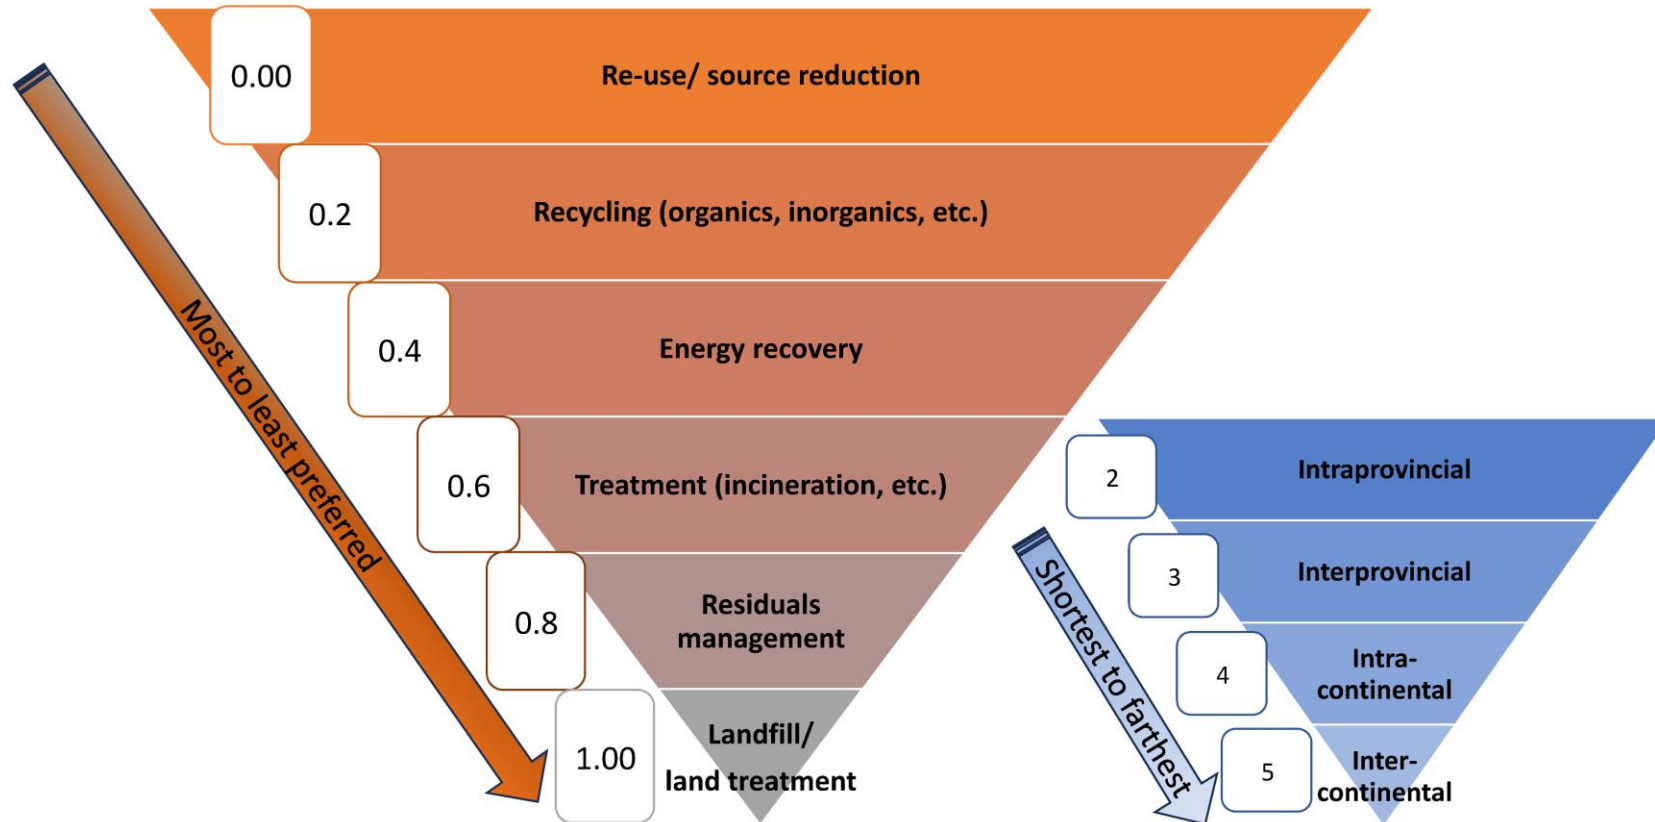 0.00
Re-use/ source reduction
0.2
Recycling (organics, inorganics, etc.)
0.4
Energy recovery
0.6
Treatment (incineration, etc.)
0.8
Residuals
management
1.00
Landfill/
land treatment
Most to least preferred
2
Intraprovincial
3
Interprovincial
4
Intra-
continental
5
Inter-
continental
Shortest to farthest